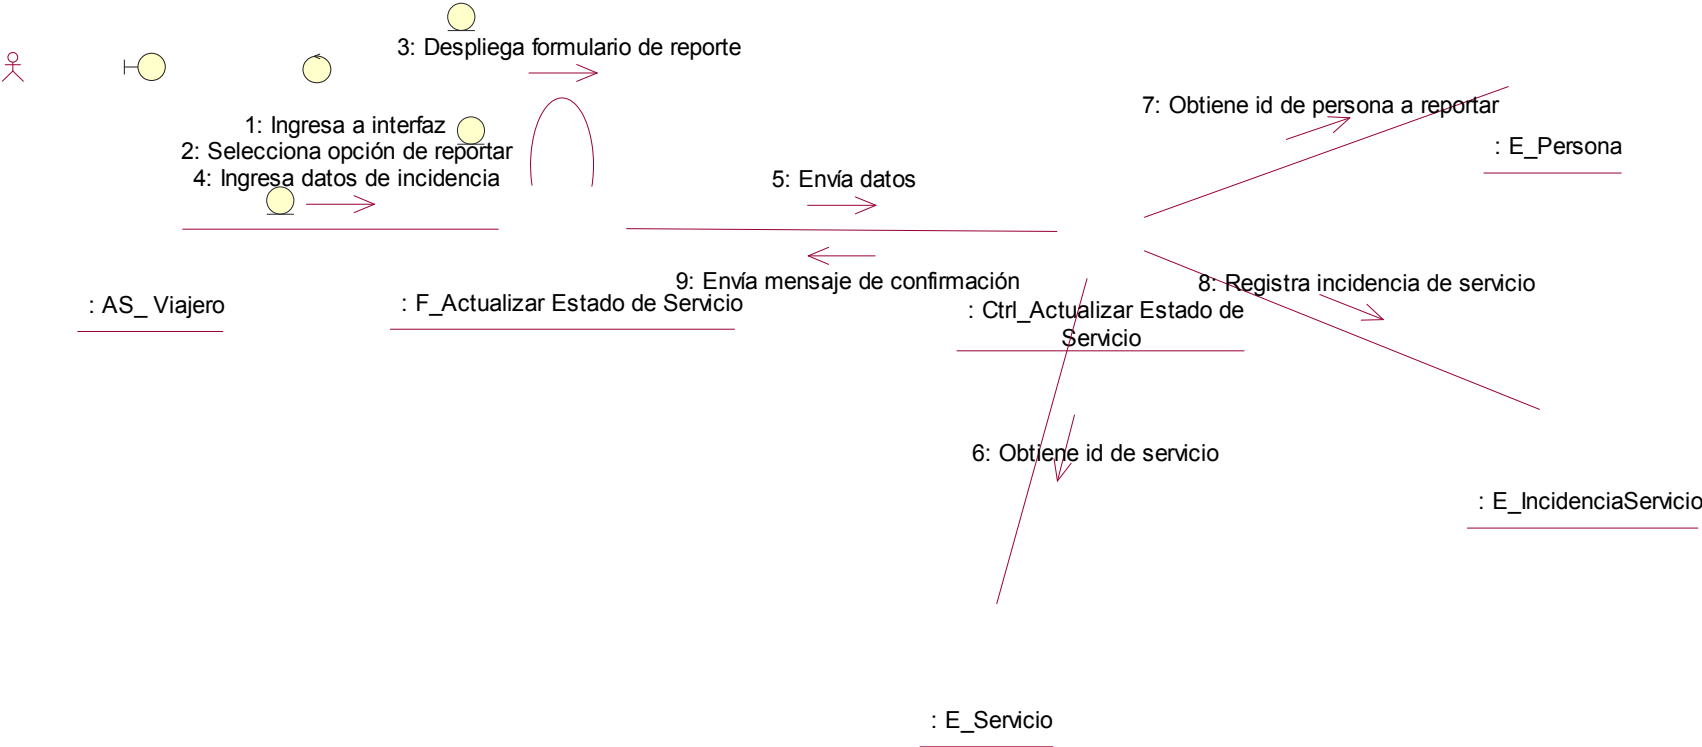 3: Despliega formulario de reporte
1: Ingresa a interfaz
2: Selecciona opción de reportar
4: Ingresa datos de incidencia
5: Envía datos
7: Obtiene id de persona a reportar
: E_Persona
9: Envía mensaje de confirmación
8: Registra incidencia de servicio
: AS_ Viajero
: F_Actualizar Estado de Servicio
: Ctrl_Actualizar Estado de
Servicio
6: Obtiene id de servicio
: E_IncidenciaServicio
: E_Servicio